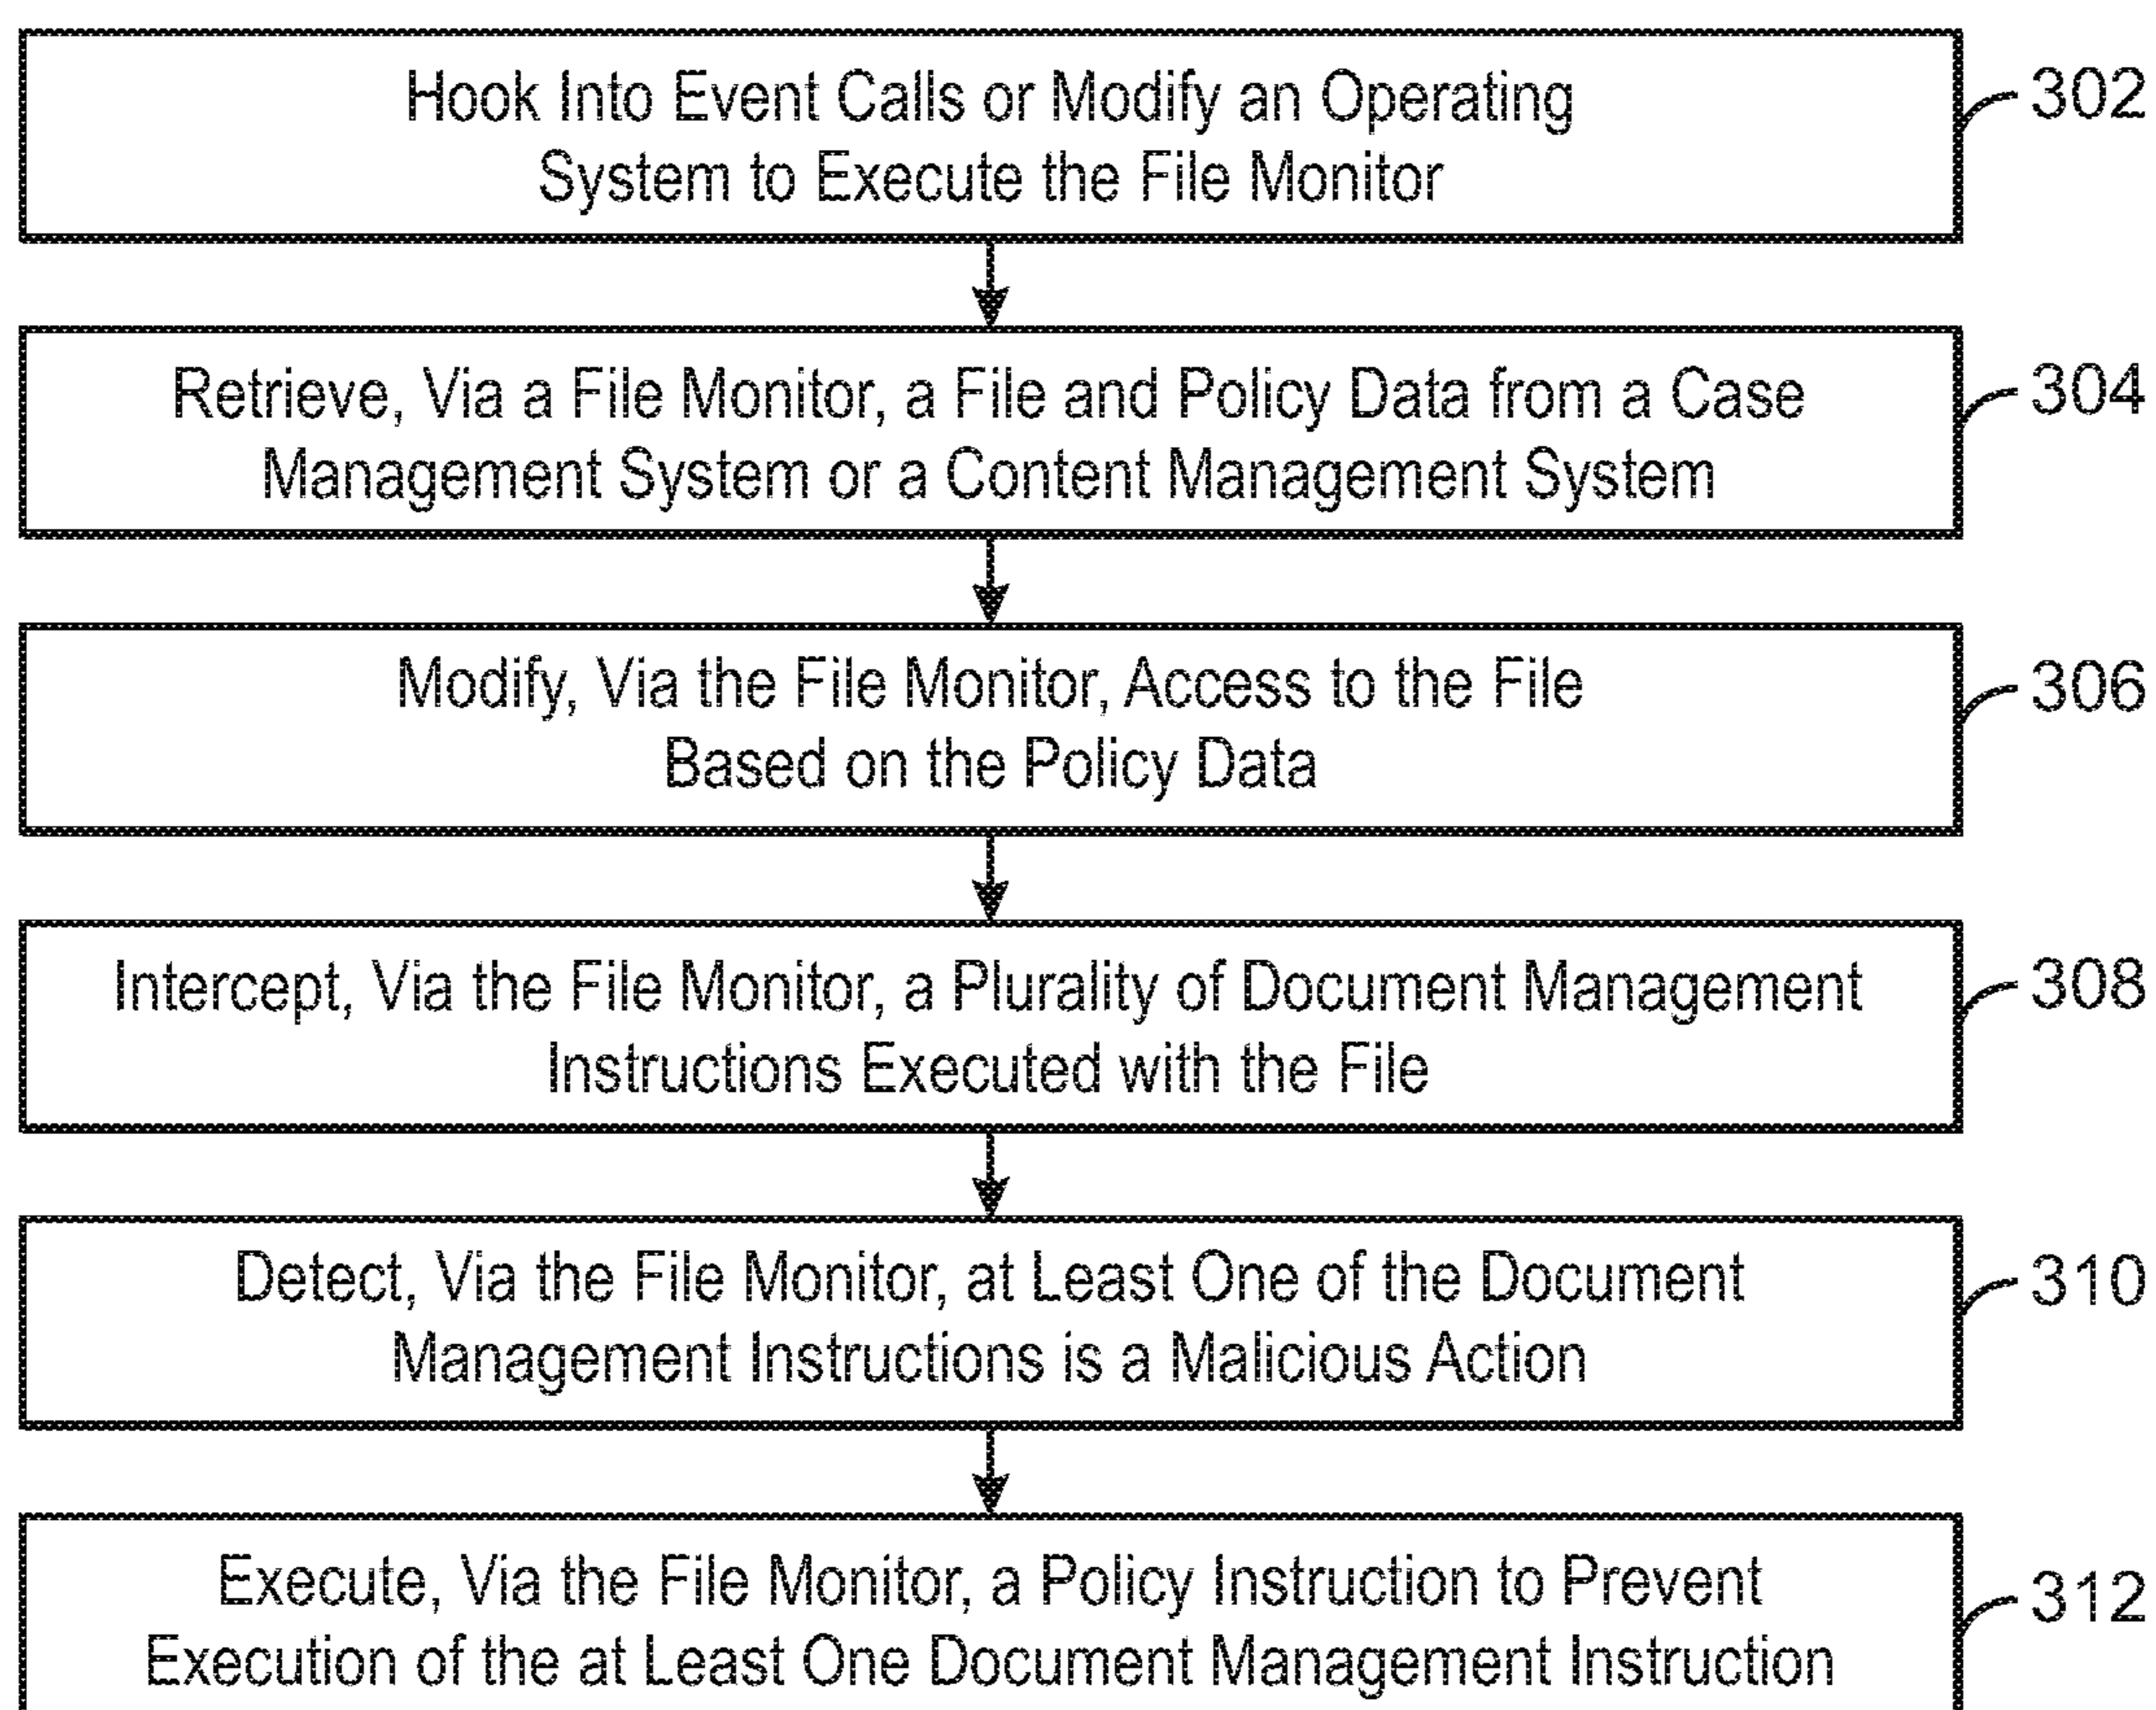 Hook Into Event Calls or Modify an Operating
System to Execute the File Monitor
302
Retrieve, Via a File Monitor, a File and Policy Data from a Case
Management System or a Content Management System
304
Modify, Via the File Monitor, Access to the File
Based on the Policy Data
306
Intercept, Via the File Monitor, a Plurality of Document Management
Instructions Executed with the File
308
Detect, Via the File Monitor, at Least One of the Document
Management Instructions is a Malicious Action
310
Execute, Via the File Monitor, a Policy Instruction to Prevent
Execution of the at Least One Document Management Instruction
312